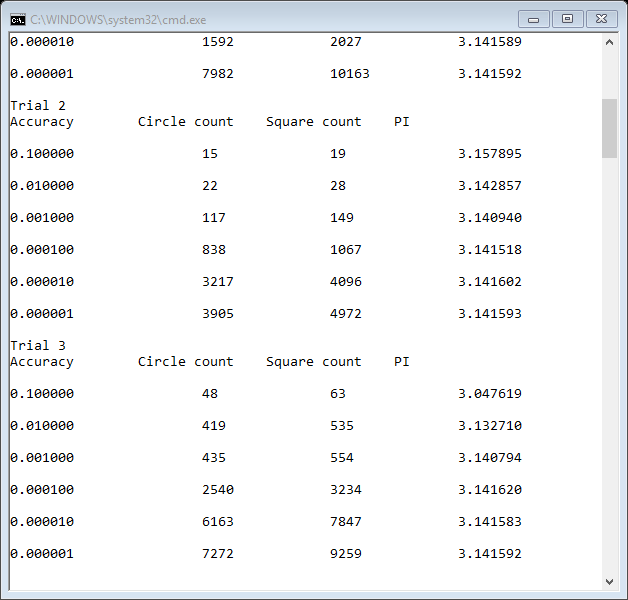 C:\WINDOWS\system32\cmd.exe
0.000010 1592 2027 3.141589
0.000001 7982 10163 3.141592
Trial 2
Accuracy Circle count Square count PI
0.100000 15 19 3.157895
0.010000 22 28 3.142857
0.001000 117 149 3.140940
0.000100 838 1067 3.141518
0.000010 3217 4096 3.141602
0.000001 3905 4972 3.141593
Trial 3
Accuracy Circle count Square count PI
0.100000 48 63 3.047619
0.010000 419 535 3.132710
0.001000 435 554 3.140794
0.000100 2540 3234 3.141620
0.000010 6163 7847 3.141583
0.000001 7272 9259 3.141592